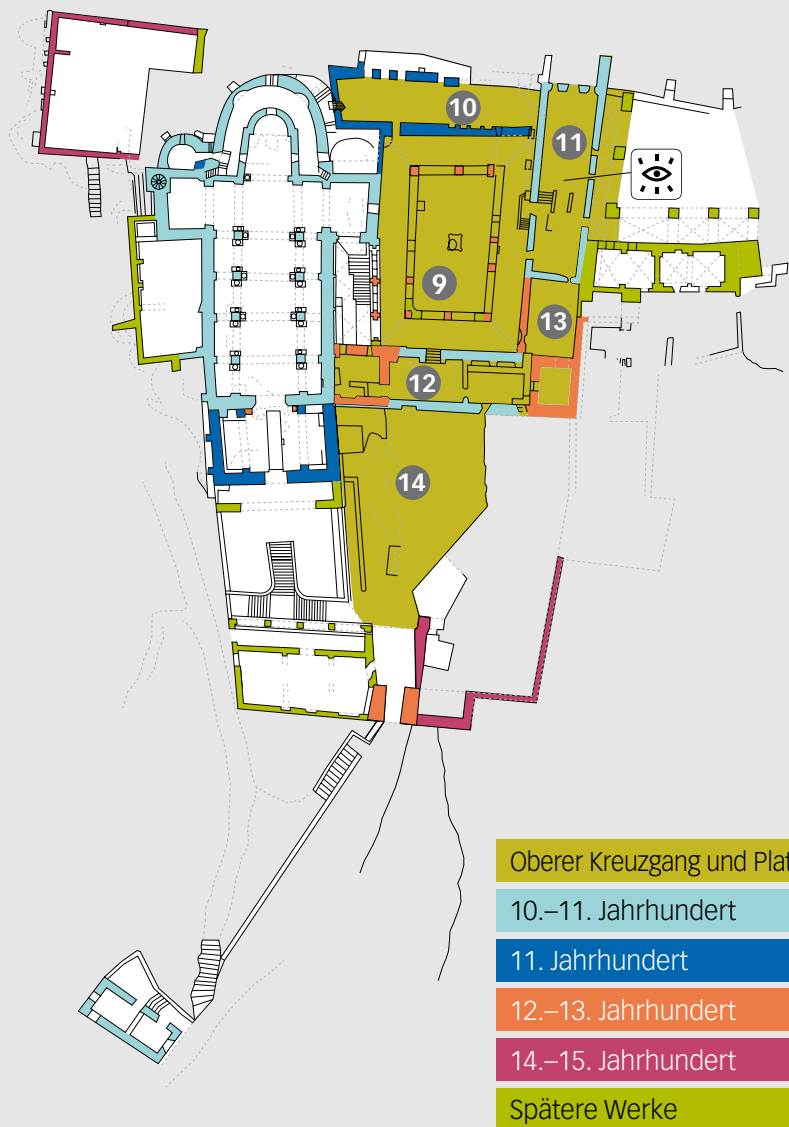 10
11
9
13
12
14
Oberer Kreuzgang und Plat
10.–11. Jahrhundert
11. Jahrhundert
12.–13. Jahrhundert
14.–15. Jahrhundert
Spätere Werke